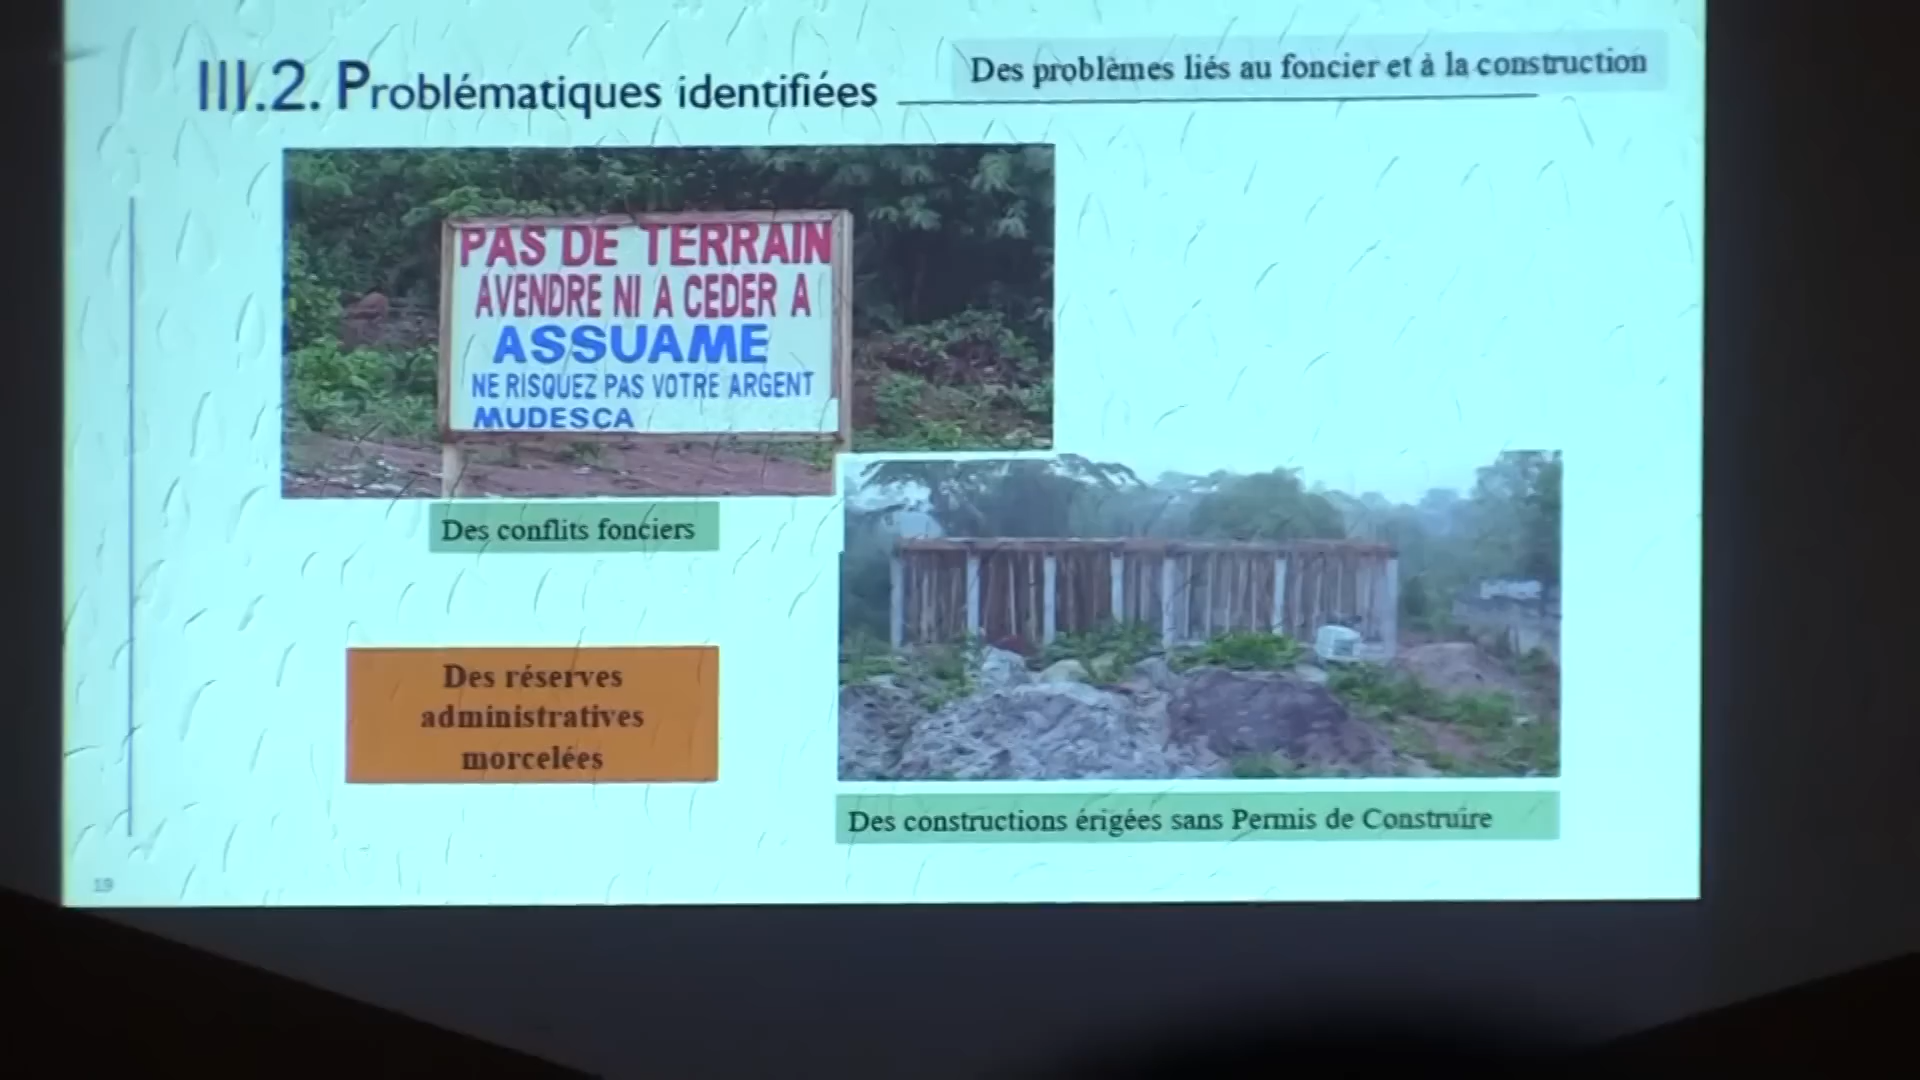 III.2. Problématiques identifiées
Des problèmes liés au foncier et à la construction
PAS DE TERRAIN
A VENDRE NI A CEDER A
ASSUAME
NE RISQUEZ PAS VOTRE ARGENT
MUDESCA
Des conflits fonciers
Des réserves
administratives
morcelées
Des constructions érigées sans Permis de Construire
19